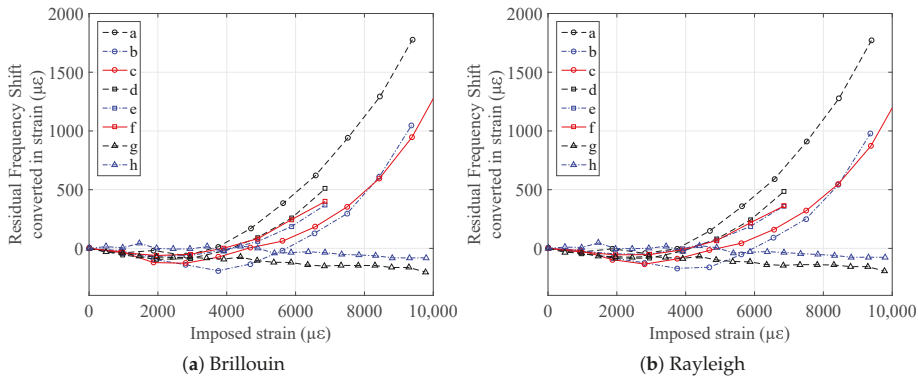 2000
1500
1000
500
0
Residual Frequency Shift
converted in strain (με)
a
b
c
d
e
f
g
h
0
2000
4000
6000
8000
10,000
Imposed strain (με)
(a) Brillouin
2000
1500
1000
500
0
Residual Frequency Shift
converted in strain (με)
a
b
c
d
e
f
g
h
0
2000
4000
6000
8000
10,000
Imposed strain (με)
(b) Rayleigh